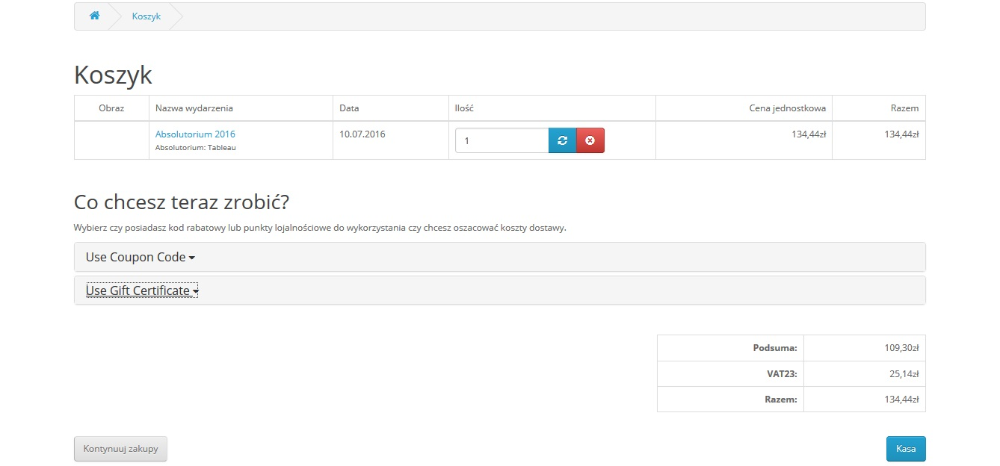 Koszyk
Koszyk
Obraz Nazwa wydarzenia Data Ilość Cena jednostkowa Razem
Absolutorium 2016 10.07.2016 1 134,44zł 134,44zł
Absolutorium: Tableau
Co chcesz teraz zrobić?
Wybierz czy posiadasz kod rabatowy lub punkty lojalnościowe do wykorzystania czy chcesz oszacować koszty dostawy.
Use Coupon Code
Use Gift Certificate
Podsuma: 109,30zł
VAT23: 25,14zł
Razem: 134,44zł
Kontynuuj zakupy Kasa